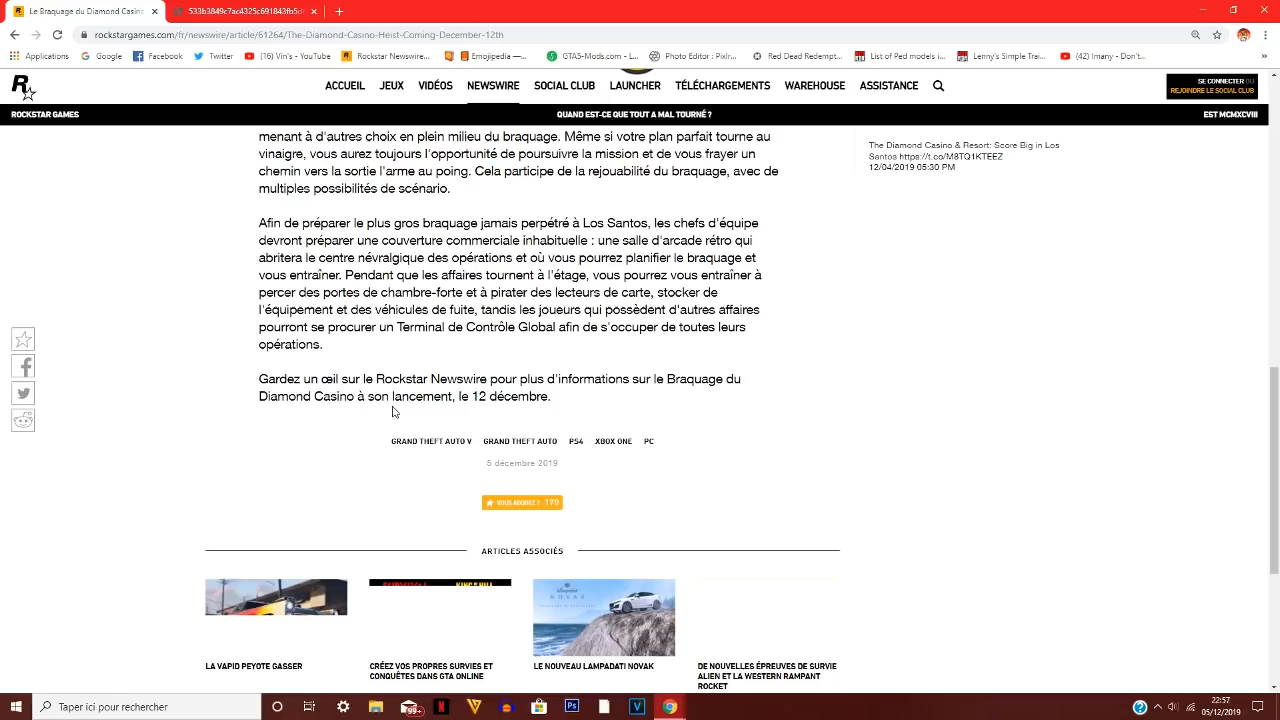 Le Braquage du Diamond Casino
533b3849c7ac4325c691843fb5d
rockstargames.com/fr/newswire/article/61264/The-Diamond-Casino-Heist-Coming-December-12th
Applications
Google
Facebook
Twitter
(16) Vin's - YouTube
Rockstar Newswire...
Emojipedia —...
GTA5-Mods.com - L...
Photo Editor : Pixlr...
Red Dead Redempt...
List of Ped models i...
Lenny's Simple Trai...
(42) Imany - Don't...
»
R
ACCUEIL
JEUX
VIDÉOS
NEWSWIRE
SOCIAL CLUB
LAUNCHER
TÉLÉCHARGEMENTS
WAREHOUSE
ASSISTANCE
SE CONNECTER OU
REJOINDRE LE SOCIAL CLUB
ROCKSTAR GAMES
QUAND EST-CE QUE TOUT A MAL TOURNÉ ?
EST MCMXCVIII
menant à d'autres choix en plein milieu du braquage. Même si votre plan parfait tourne au
vinaigre, vous aurez toujours l'opportunité de poursuivre la mission et de vous frayer un
chemin vers la sortie l'arme au poing. Cela participe de la rejouabilité du braquage, avec de
multiples possibilités de scénario.
The Diamond Casino & Resort: Score Big in Los
Santos https://t.co/M8TQ1KTEEZ
12/04/2019 05:30 PM
Afin de préparer le plus gros braquage jamais perpétré à Los Santos, les chefs d'équipe
devront préparer une couverture commerciale inhabituelle : une salle d'arcade rétro qui
abritera le centre névralgique des opérations et où vous pourrez planifier le braquage et
vous entraîner. Pendant que les affaires tournent à l'étage, vous pourrez vous entraîner à
percer des portes de chambre-forte et à pirater des lecteurs de carte, stocker de
l'équipement et des véhicules de fuite, tandis les joueurs qui possèdent d'autres affaires
pourront se procurer un Terminal de Contrôle Global afin de s'occuper de toutes leurs
opérations.
Gardez un œil sur le Rockstar Newswire pour plus d'informations sur le Braquage du
Diamond Casino à son lancement, le 12 décembre.
GRAND THEFT AUTO V
GRAND THEFT AUTO
PS4
XBOX ONE
PC
5 décembre 2019
VOUS ADOREZ ? 170
ARTICLES ASSOCIÉS
NOVAK
LA VAPID PEYOTE GASSER
CRÉEZ VOS PROPRES SURVIES ET
CONQUÊTES DANS GTA ONLINE
LE NOUVEAU LAMPADATI NOVAK
DE NOUVELLES ÉPREUVES DE SURVIE
ALIEN ET LA WESTERN RAMPANT
ROCKET
Taper ici pour rechercher
99+
22:57
05/12/2019